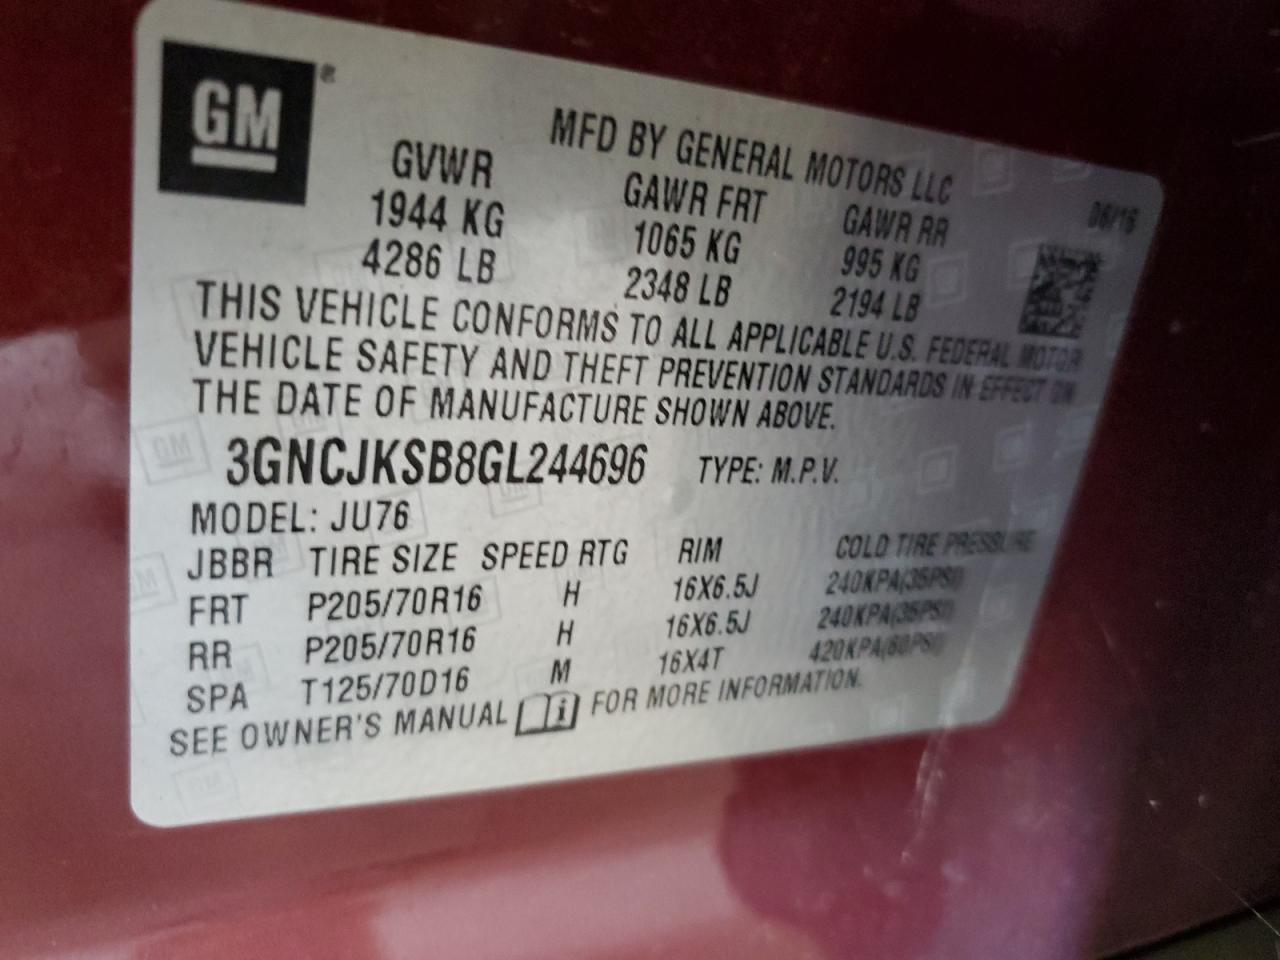 GM ®
MFD BY GENERAL MOTORS LLC
GVWR GAWR FRT GAWR RR 06/16
1944 KG 1065 KG 995 KG
4286 LB 2348 LB 2194 LB
THIS VEHICLE CONFORMS TO ALL APPLICABLE U.S. FEDERAL MOTOR
VEHICLE SAFETY AND THEFT PREVENTION STANDARDS IN EFFECT ON
THE DATE OF MANUFACTURE SHOWN ABOVE.
3GNCJKSB8GL244696 TYPE: M.P.V.
MODEL: JU76
JBBR TIRE SIZE SPEED RTG RIM COLD TIRE PRESSURE
FRT P205/70R16 H 16X6.5J 240KPA(35PSI)
RR P205/70R16 H 16X6.5J 240KPA(35PSI)
SPA T125/70D16 M 16X4T 420KPA(60PSI)
SEE OWNER'S MANUAL i FOR MORE INFORMATION.